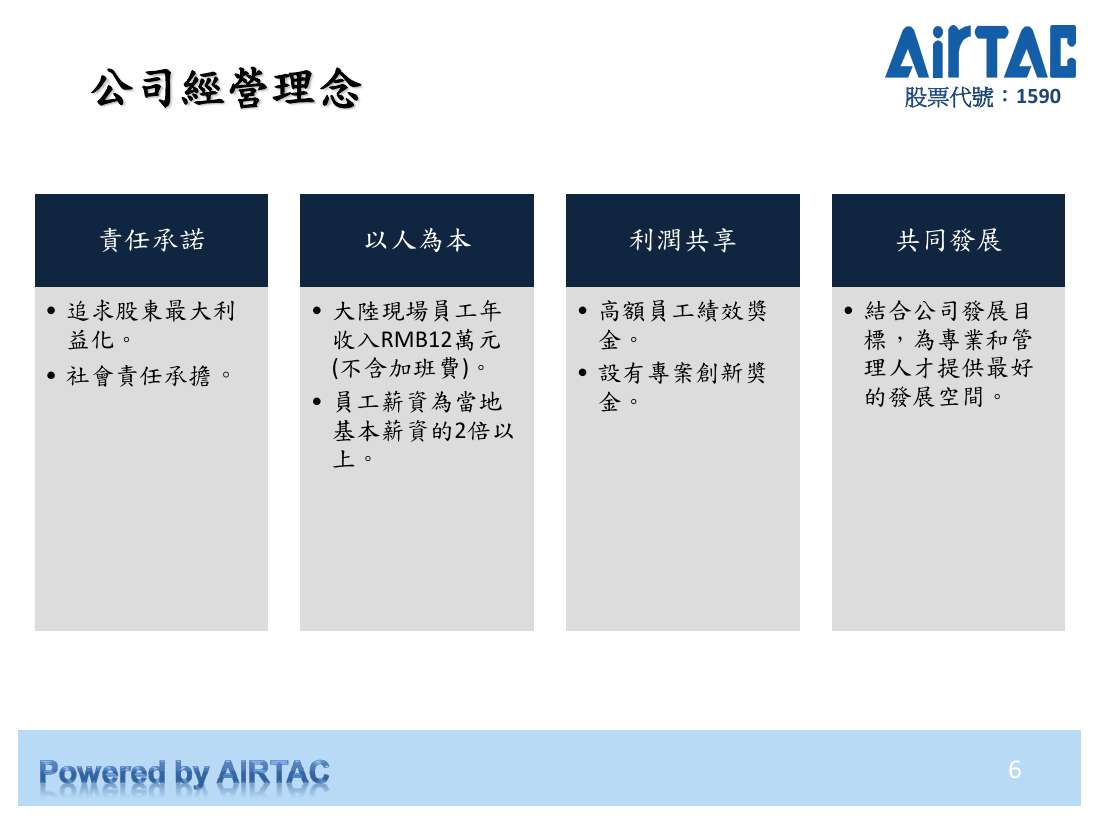 AirTAC
公司經營理念
股票代號：1590
責任承諾
• 追求股東最大利
益化。
• 社會責任承擔。
以人為本
• 大陸現場員工年
收入RMB12萬元
(不含加班費)。
• 員工薪資為當地
基本薪資的2倍以
上。
利潤共享
• 高額員工績效獎
金。
• 設有專案創新獎
金。
共同發展
• 結合公司發展目
標，為專業和管
理人才提供最好
的發展空間。
Powered by AIRTAC
6